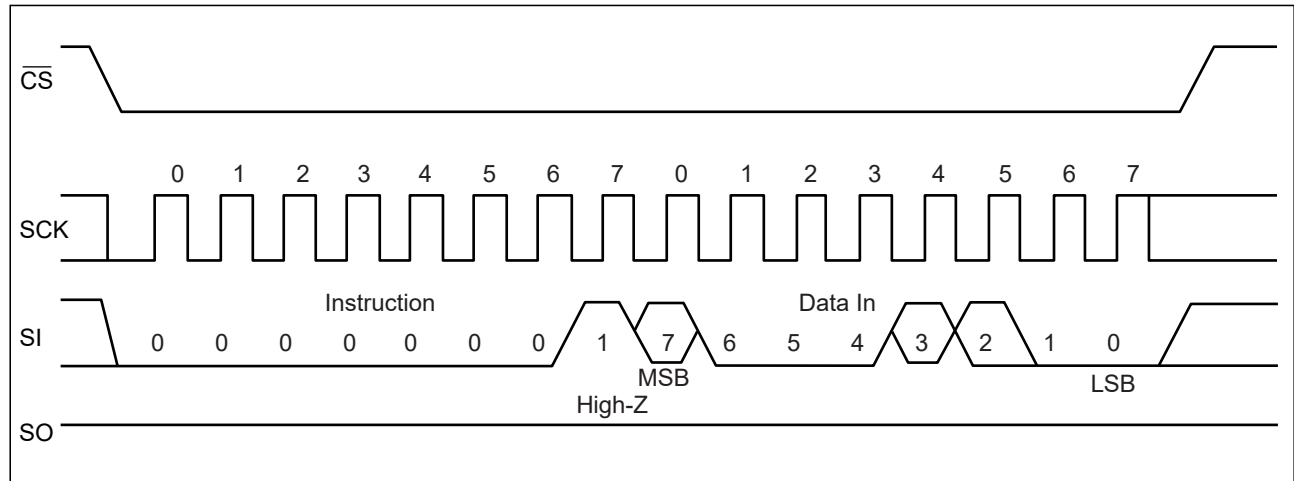 CS
0 1 2 3 4 5 6 7 0 1 2 3 4 5 6 7
SCK
Instruction Data In
SI 0 0 0 0 0 0 0 1 7 6 5 4 3 2 1 0
MSB LSB
High-Z
SO